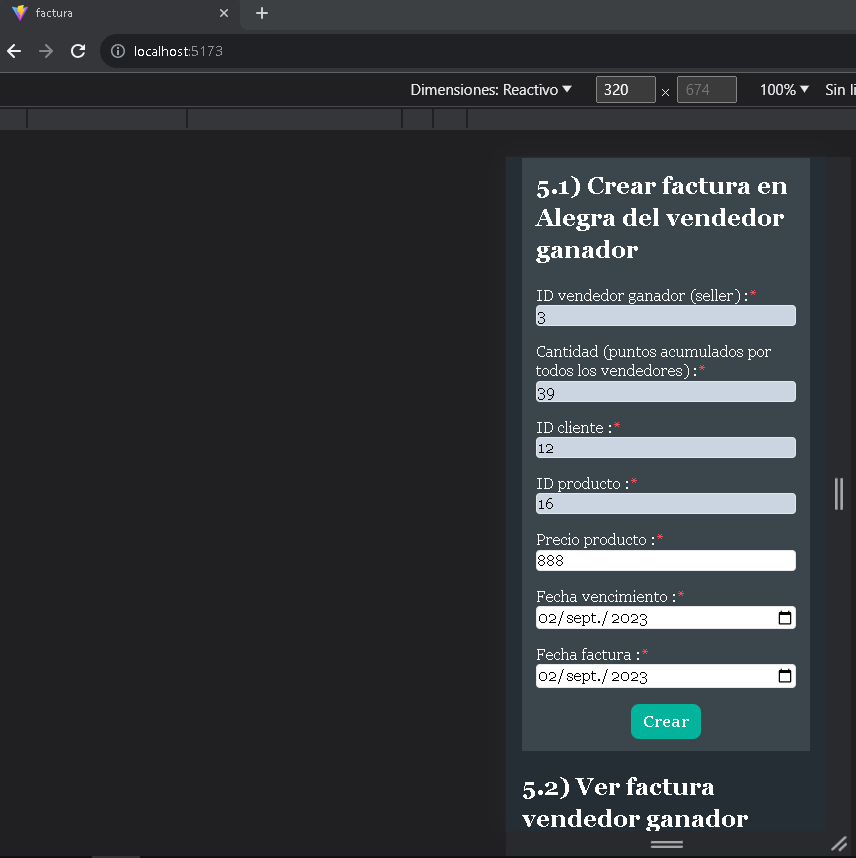 factura
localhost:5173
Dimensiones: Reactivo 320 × 674 100% Sin lí
5.1) Crear factura en
Alegra del vendedor
ganador
ID vendedor ganador (seller) :*
3
Cantidad (puntos acumulados por
todos los vendedores) :*
39
ID cliente :*
12
ID producto :*
16
Precio producto :*
888
Fecha vencimiento :*
02/sept./2023
Fecha factura :*
02/sept./2023
Crear
5.2) Ver factura
vendedor ganador